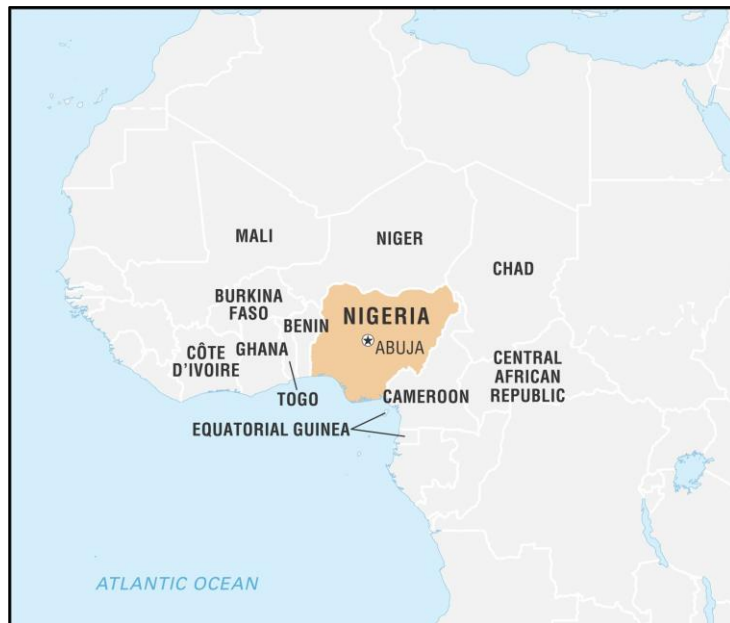 MALI
NIGER
CHAD
BURKINA
FASO
BENIN
NIGERIA
ABUJA
CÔTE
D'IVOIRE
GHANA
TOGO
CAMEROON
CENTRAL
AFRICAN
REPUBLIC
EQUATORIAL GUINEA
ATLANTIC OCEAN